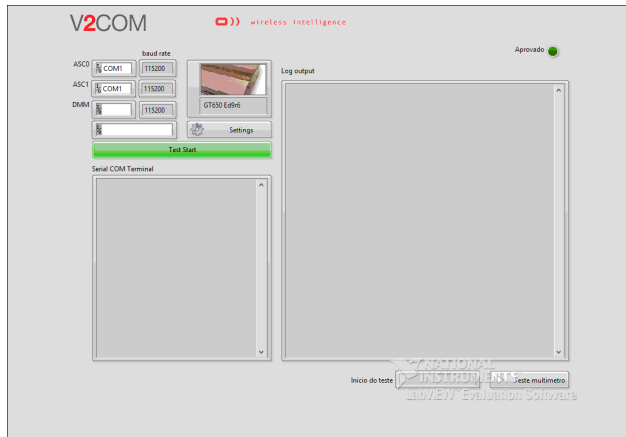 V2COM
wireless intelligence
Aprovado
baud rate
ASC0 COM1 115200
ASC1 COM1 115200
DMM 115200
GT650 Ed9r6
Settings
Test Start
Log output
Serial COM Terminal
Inicio do teste
Teste multimetro
NATIONAL
INSTRUMENTS
LabVIEW Evaluation Software